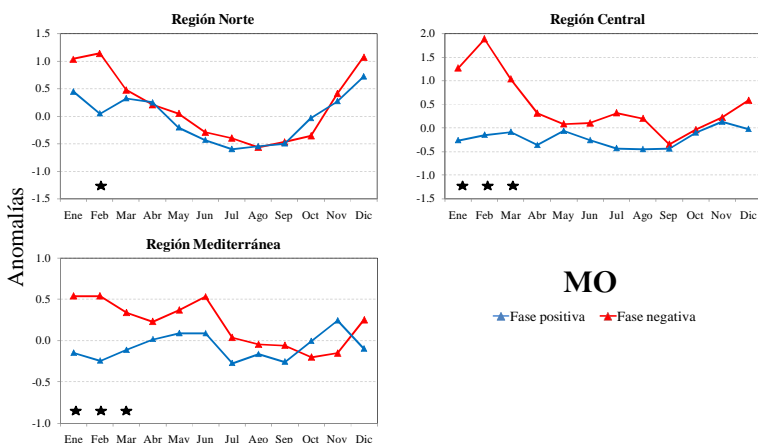 Región Norte
1.5
1.0
0.5
0.0
-0.5
-1.0
-1.5
Ene Feb Mar Abr May Jun Jul Ago Sep Oct Nov Dic
Región Central
2.0
1.5
1.0
0.5
0.0
-0.5
-1.0
-1.5
Ene Feb Mar Abr May Jun Jul Ago Sep Oct Nov Dic
Anomalías
Región Mediterránea
1.0
0.5
0.0
-0.5
-1.0
Ene Feb Mar Abr May Jun Jul Ago Sep Oct Nov Dic
MO
Fase positiva Fase negativa